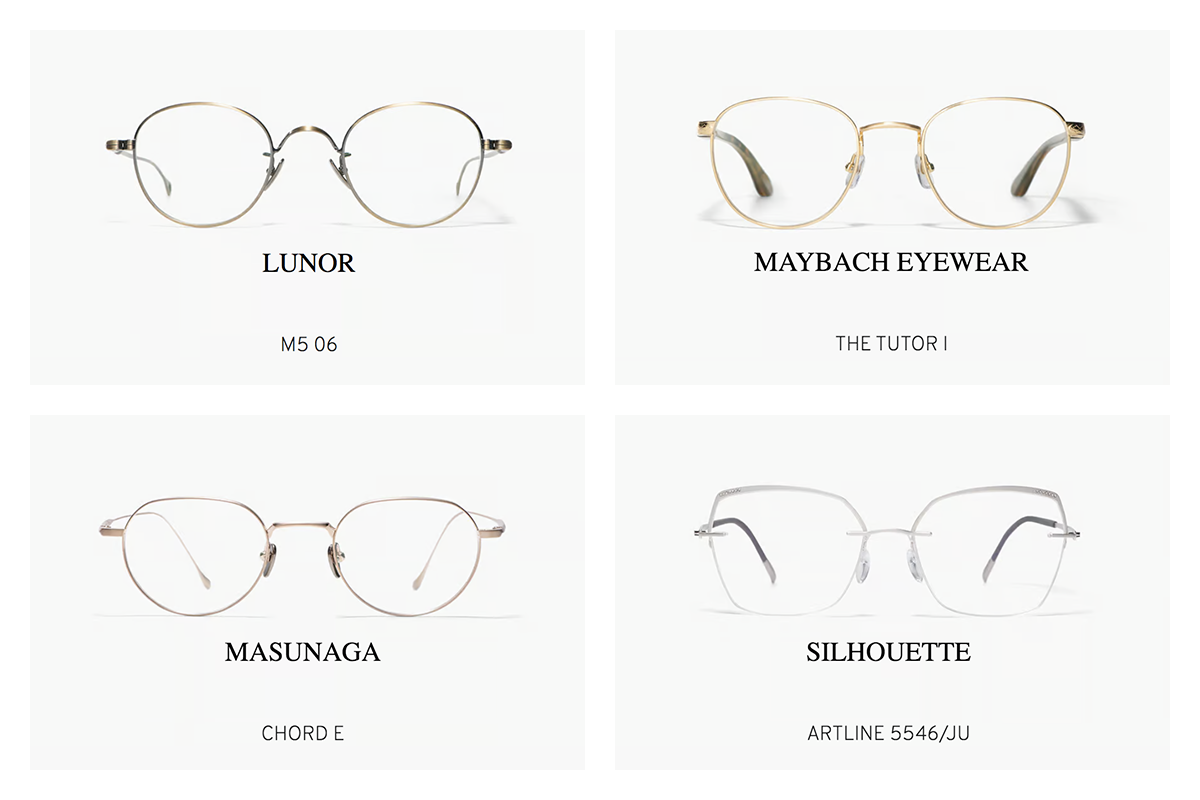 LUNOR
M5 06
MAYBACH EYEWEAR
THE TUTOR I
MASUNAGA
CHORD E
SILHOUETTE
ARTLINE 5546/JU